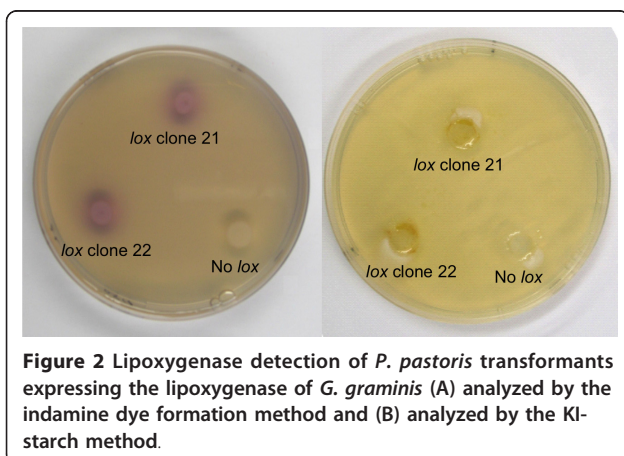 lox clone 21
lox clone 22
No lox
lox clone 21
lox clone 22
No lox
Figure 2 Lipoxygenase detection of P. pastoris transformants
expressing the lipoxygenase of G. graminis (A) analyzed by the
indamine dye formation method and (B) analyzed by the KI-
starch method.